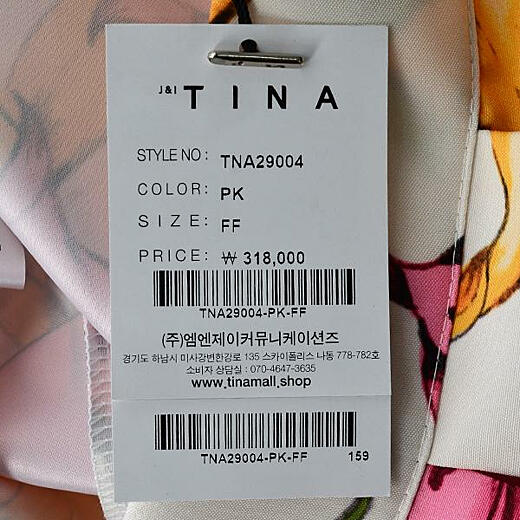 J&I TINA
STYLE NO: TNA29004
COLOR: PK
SIZE: FF
PRICE: ₩ 318,000
TNA29004-PK-FF
(주)엠엔제이커뮤니케이션즈
경기도 하남시 미사강변한강로 135 스카이폴리스 나동 778-782호
소비자 상담실 : 070-4647-3635
www.tinamall.shop
TNA29004-PK-FF 159